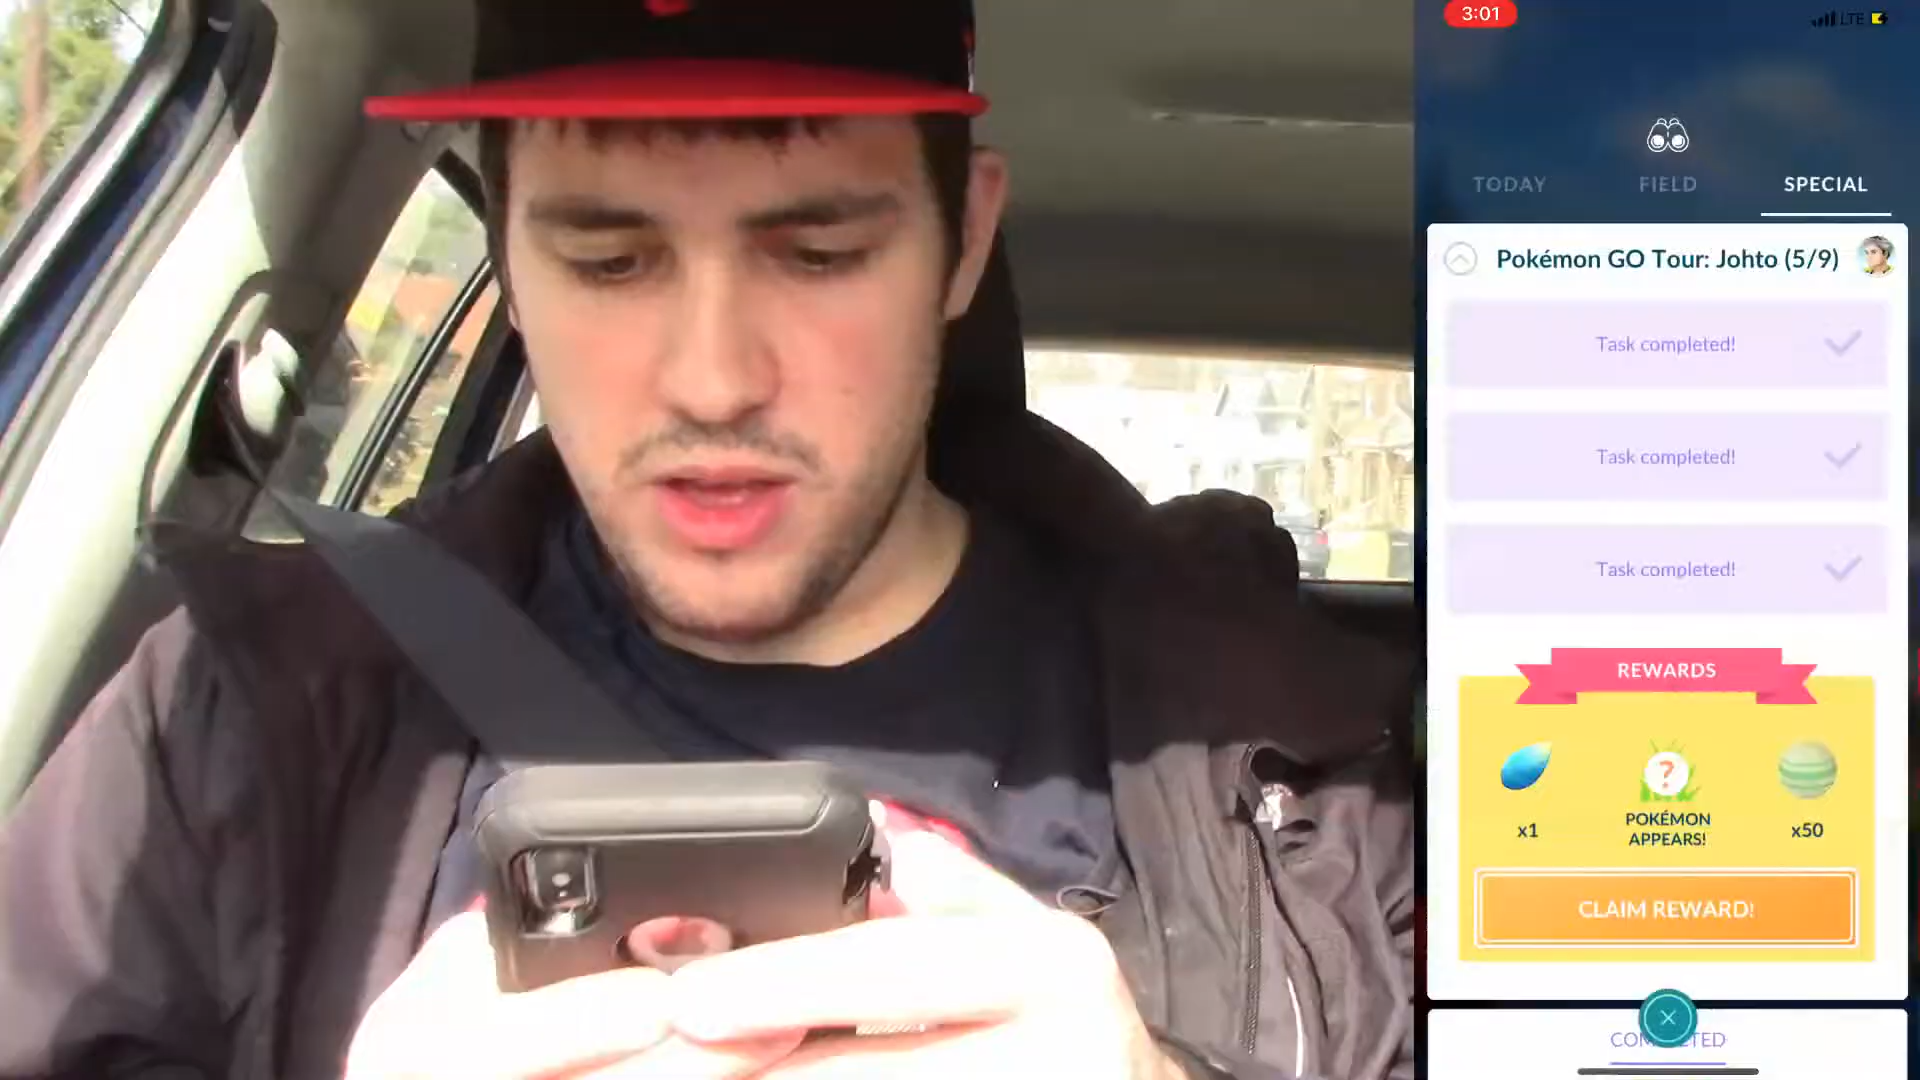 3:01
LTE
TODAY
FIELD
SPECIAL
Pokémon GO Tour: Johto (5/9)
Task completed!
Task completed!
Task completed!
REWARDS
x1
POKÉMON
APPEARS!
x50
CLAIM REWARD!